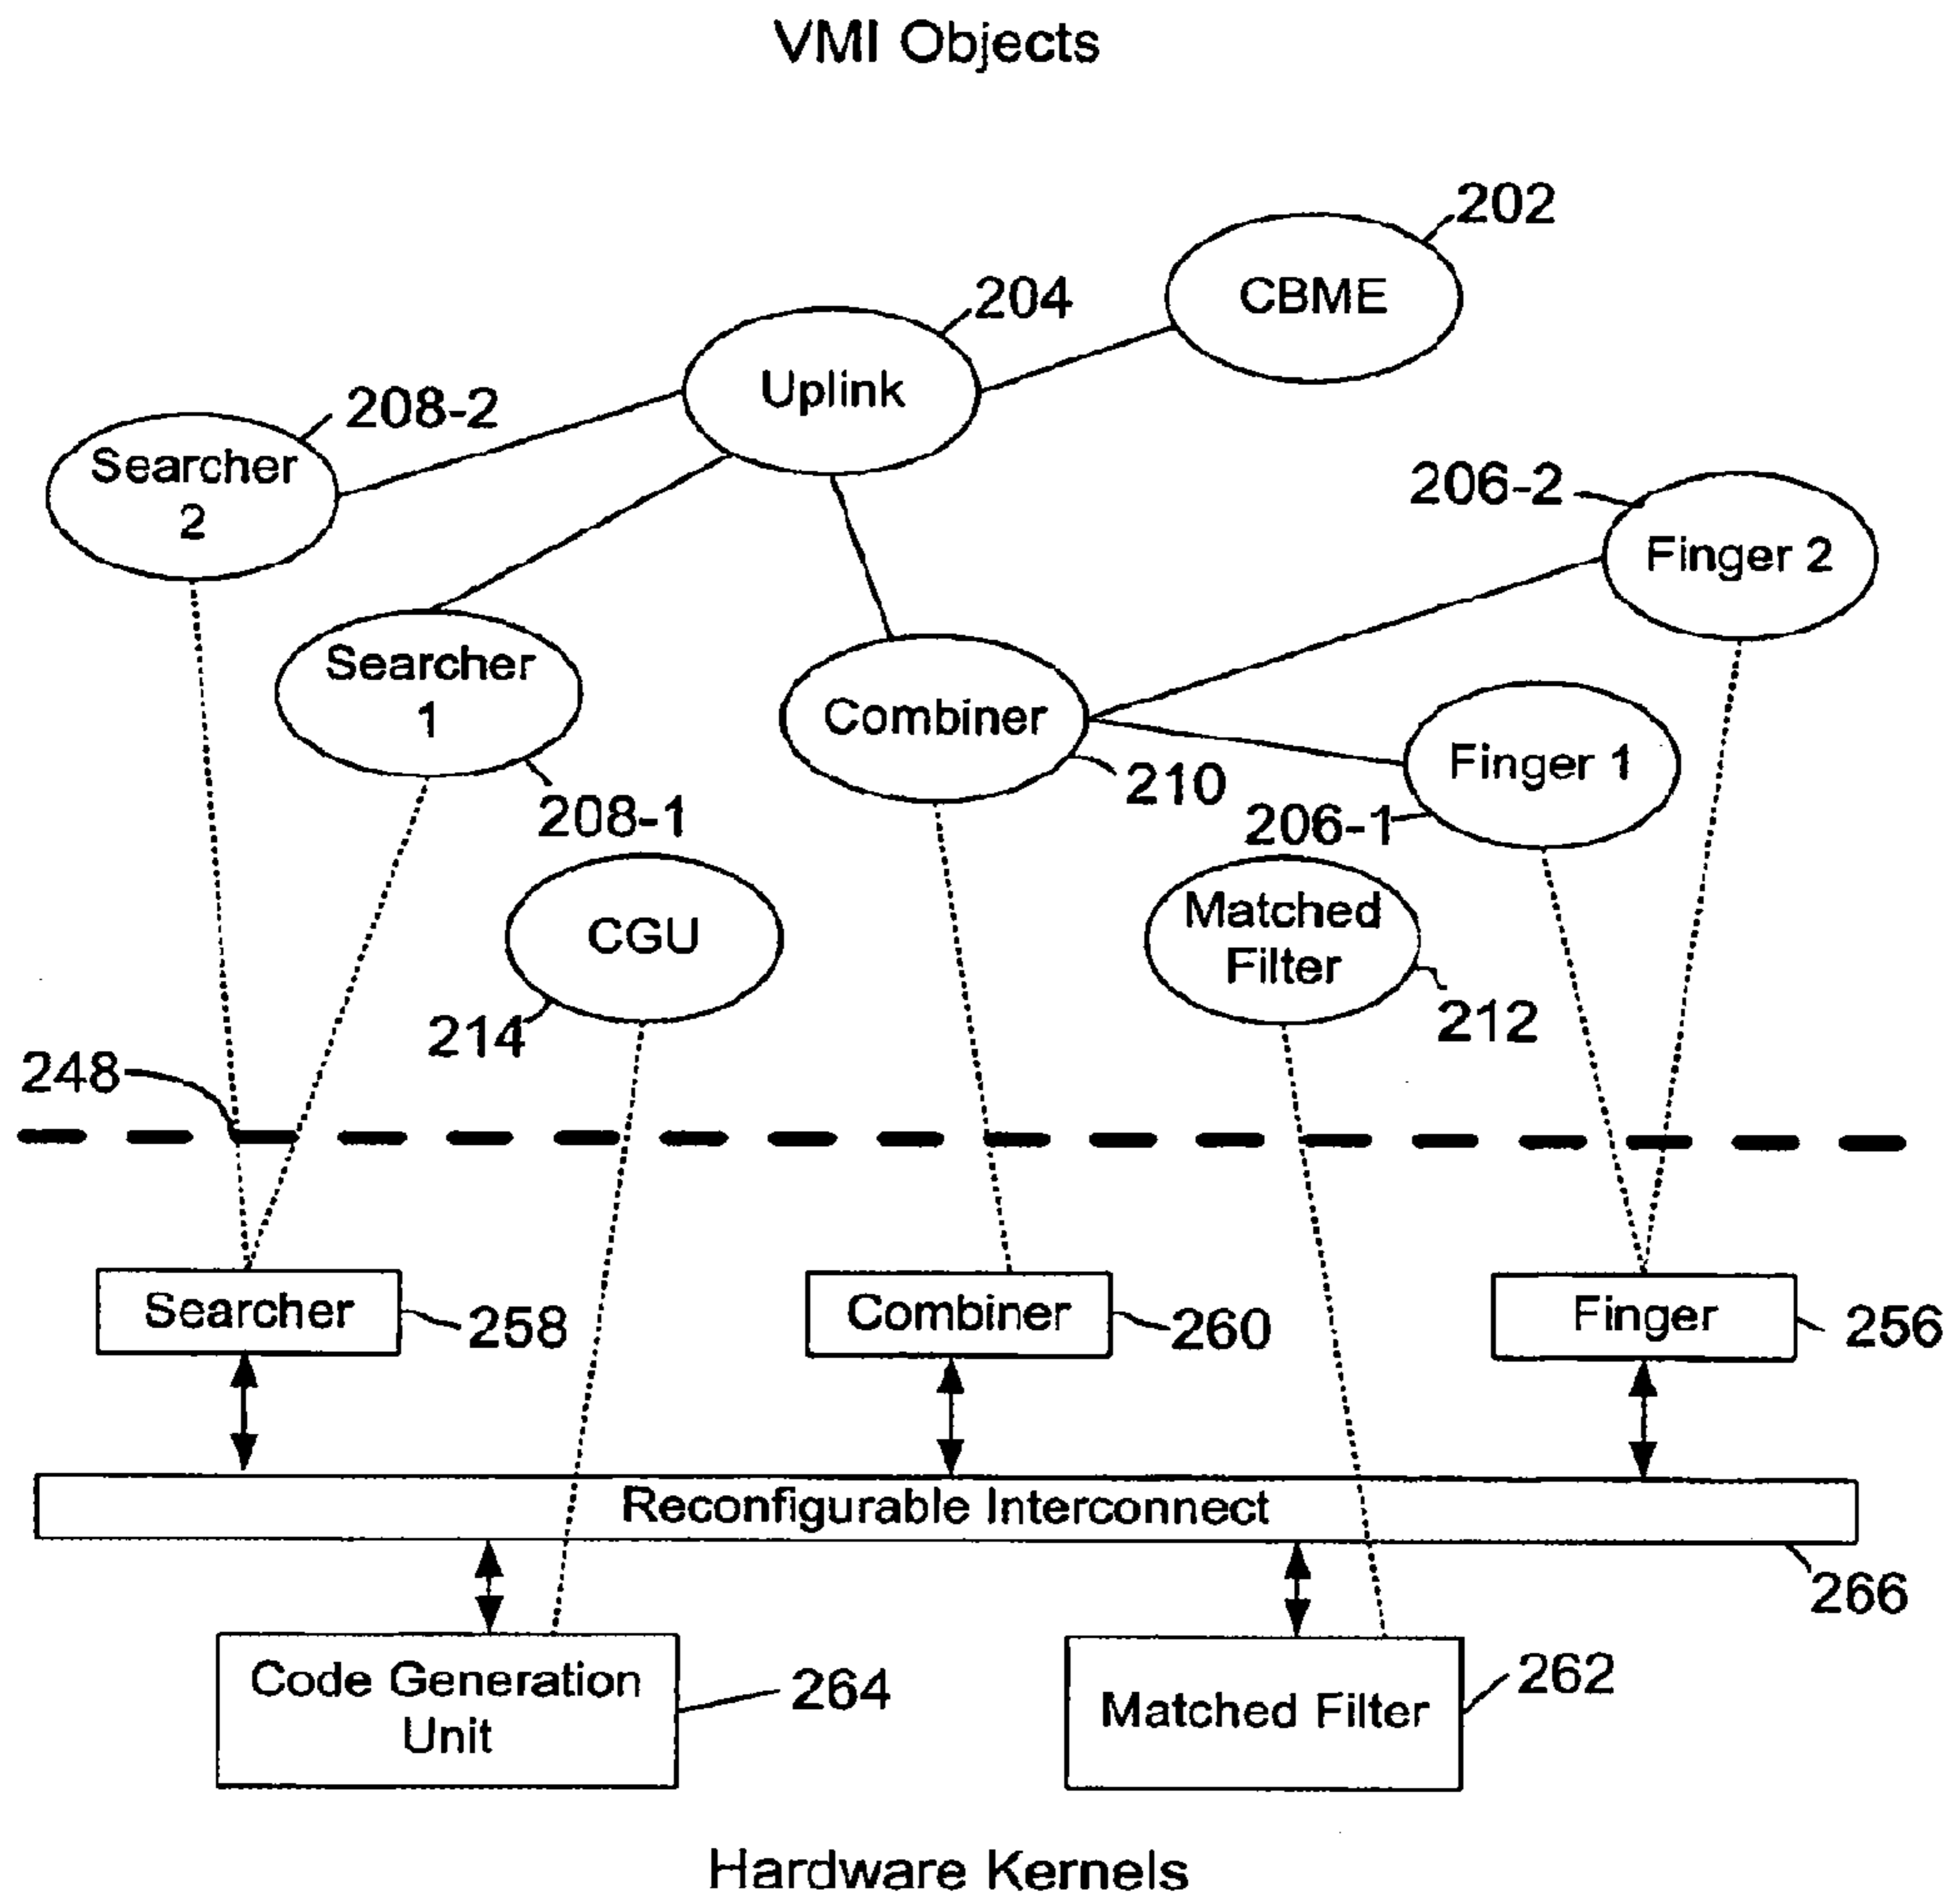 VMI Objects
202
CBME
204
Uplink
208-2
Searcher
2
206-2
Finger 2
Searcher
1
Combiner
Finger 1
210
208-1
206-1
CGU
Matched
Filter
214
212
248
Searcher
258
Combiner
260
Finger
256
Reconfigurable Interconnect
266
Code Generation
Unit
264
Matched Filter
262
Hardware Kernels